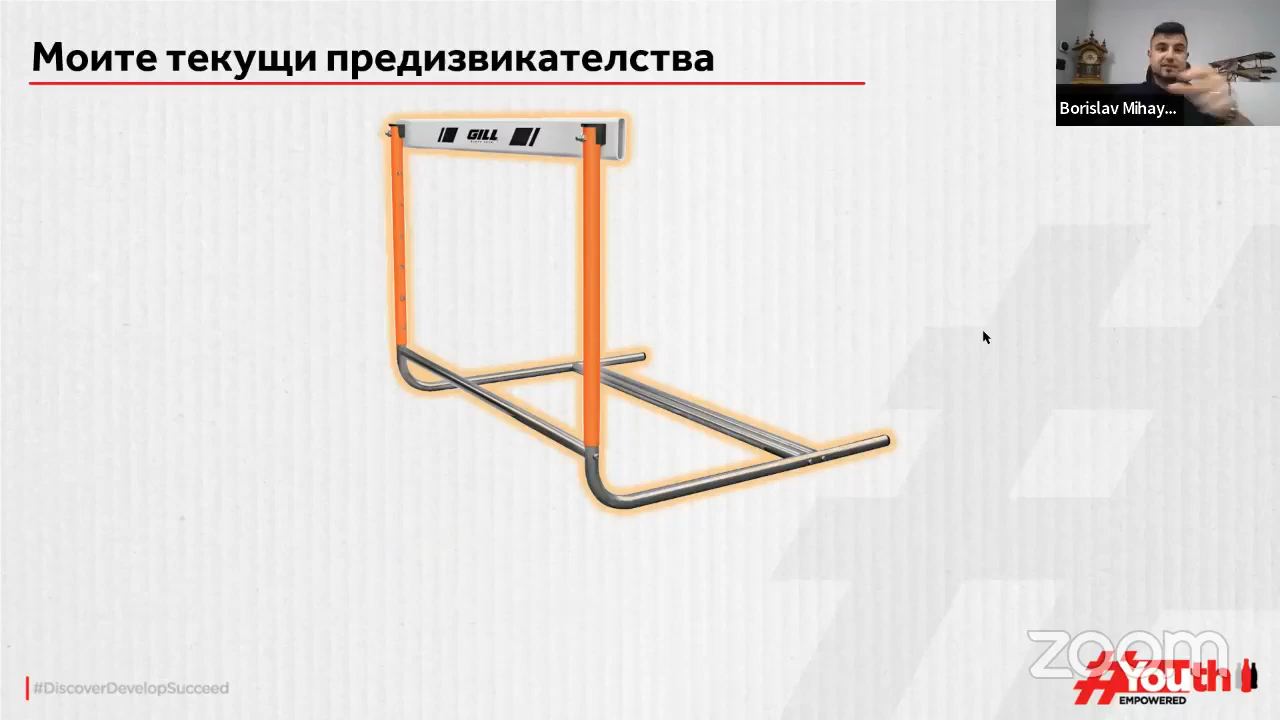 Моите текущи предизвикателства
Borislav Mihay...
GILL
zoom
#YOUth
EMPOWERED
#DiscoverDevelopSucceed